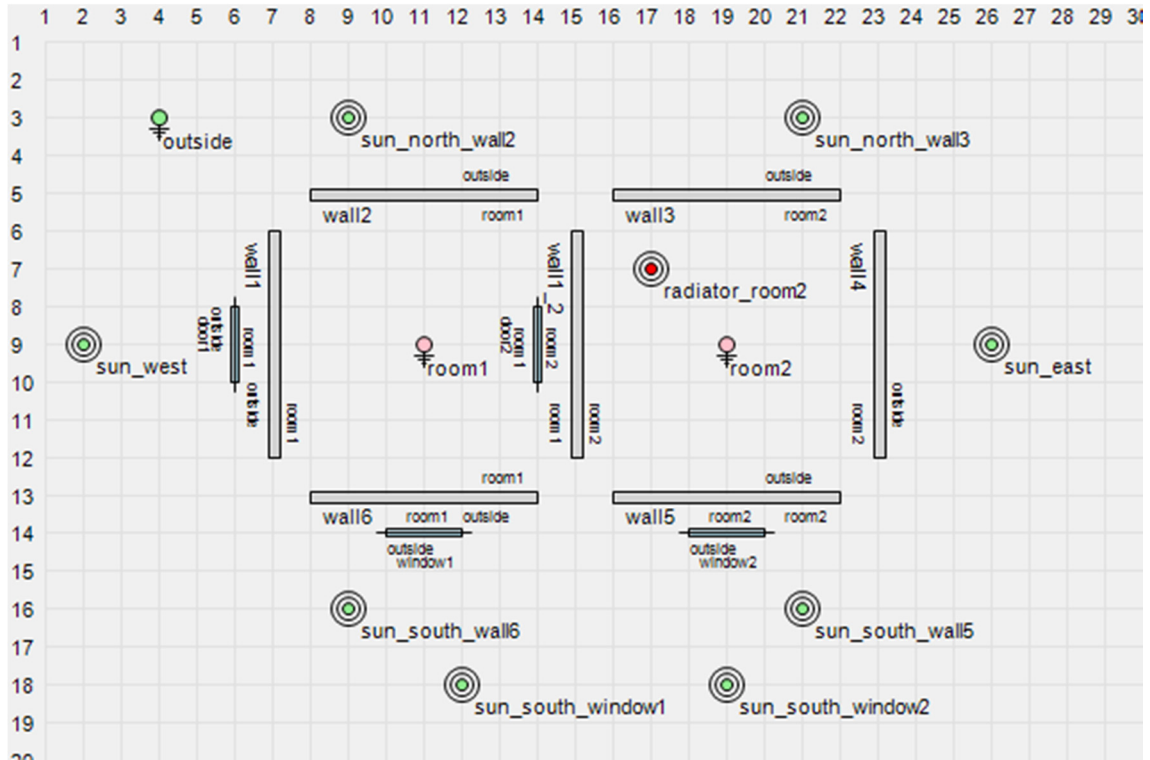 1 2 3 4 5 6 7 8 9 10 11 12 13 14 15 16 17 18 19 20 21 22 23 24 25 26 27 28 29 30
1
2
3
outside
sun_north_wall2
sun_north_wall3
4
outside
outside
5
wall2
room1
wall3
room2
6
wall1
wall1_2
wall4
7
radiator_room2
8
outside
door1
room1
room1
door2
room2
9
sun_west
room1
room2
sun_east
10
outside
room1
room1
room2
room2
outside
11
12
room1
outside
13
wall6
room1
outside
wall5
room2
room2
14
outside
window1
outside
window2
15
16
sun_south_wall6
sun_south_wall5
17
18
sun_south_window1
sun_south_window2
19
20